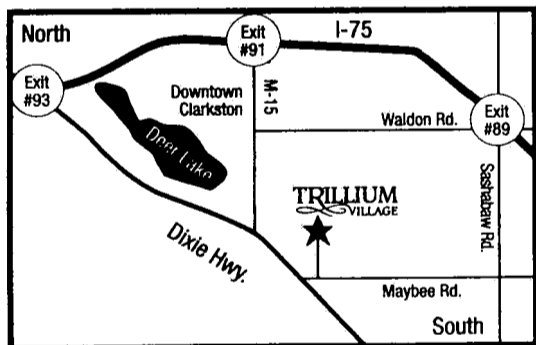 North
I-75
Exit
#91
Exit
#93
Downtown
Clarkston
M-15
Deer Lake
Waldon Rd.
Exit
#89
Sashabaw Rd.
TRILLIUM
VILLAGE
Dixie Hwy.
Maybee Rd.
South